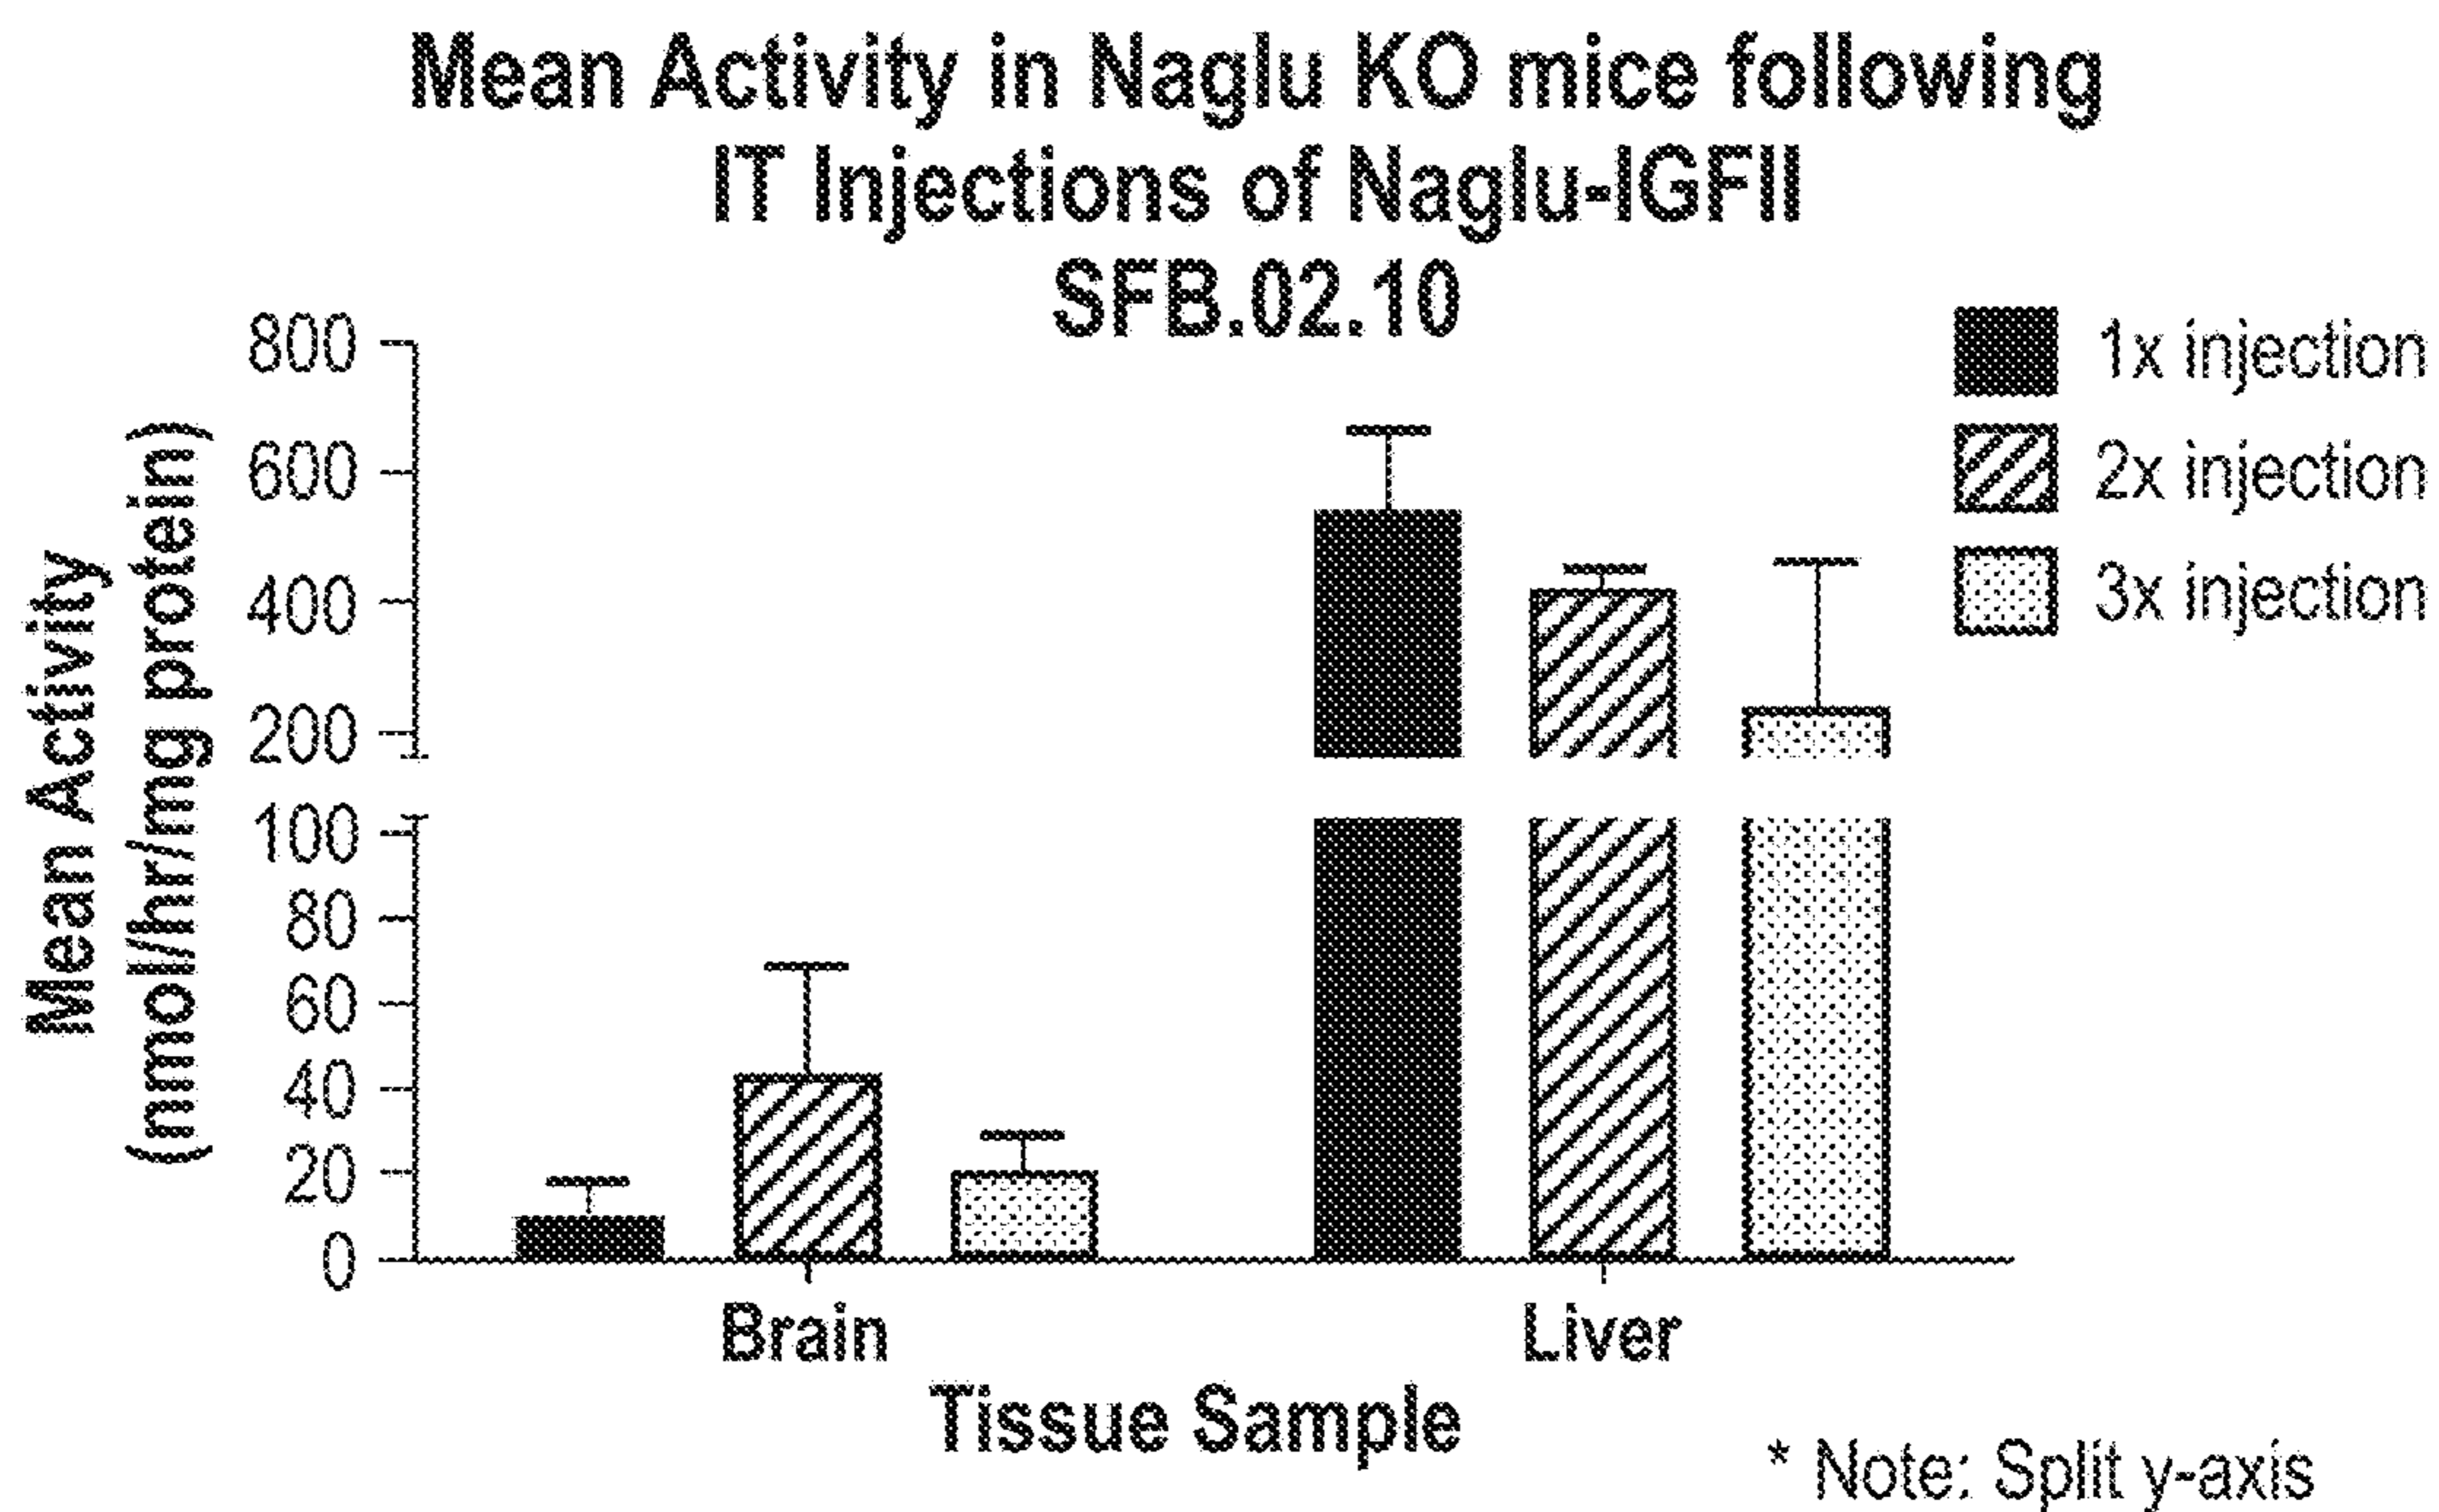 Mean Activity in Naglu KO mice following
IT Injections of Naglu-IGFII
SFB.02.10
800
600
400
200
100
80
60
40
20
0
Mean Activity
(nmol/hr/mg protein)
1x injection
2x injection
3x injection
Brain
Liver
Tissue Sample
* Note: Split y-axis